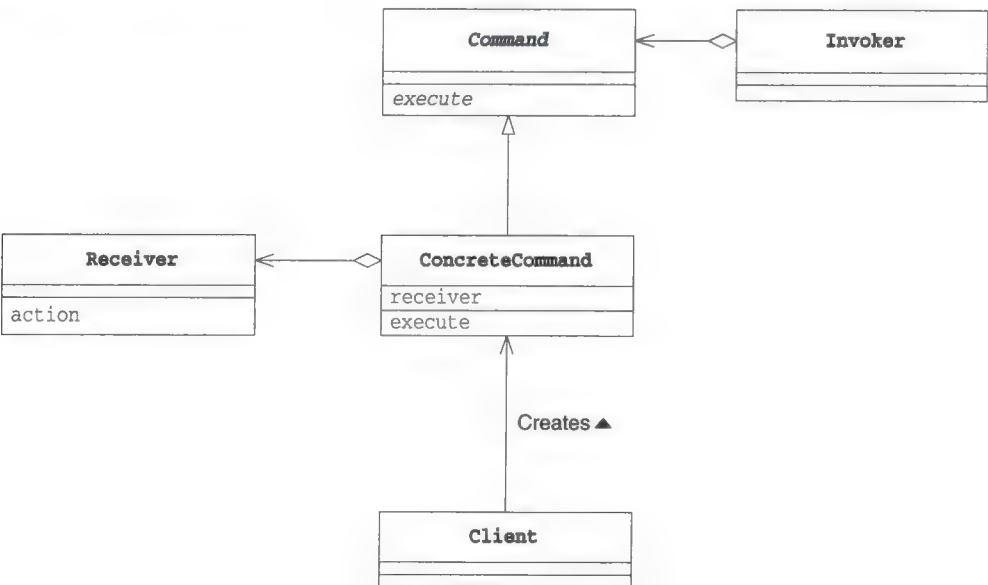 Command
Invoker
execute
Receiver
ConcreteCommand
action
receiver
execute
Creates ▲
Client